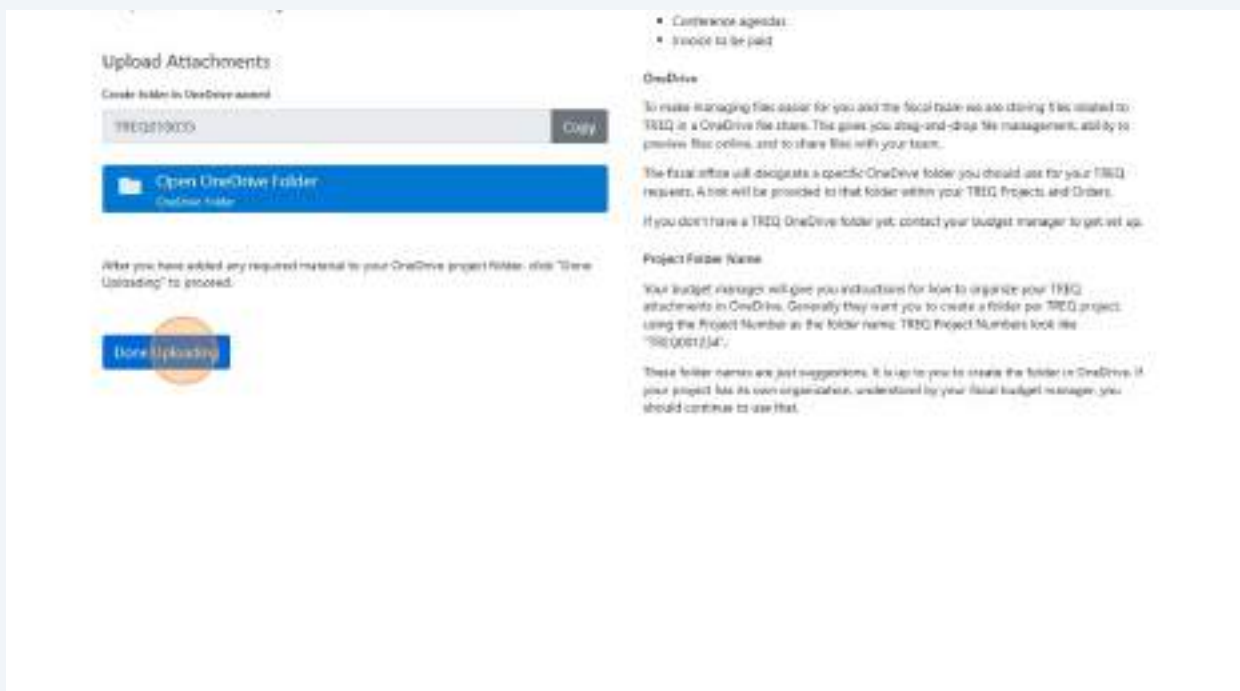 Upload Attachments
Create folder in OneDrive named
Copy
Open OneDrive Folder
OneDrive Folder
After you have added any required material to your OneDrive project folder, click "Done
Uploading" to proceed.
Done Uploading
• Conference agendas
• Invoice to be paid
OneDrive
To make managing files easier for you and the fiscal team we are storing files related to
TREQ in a OneDrive file share. This gives you drag-and-drop file management, ability to
preview files online, and to share files with your team.
The fiscal office will designate a specific OneDrive folder you should use for your TREQ
requests. A link will be provided to that folder within your TREQ Projects and Orders.
If you don't have a TREQ OneDrive folder yet, contact your budget manager to get set up.
Project Folder Name
Your budget manager will give you instructions for how to organize your TREQ
attachments in OneDrive. Generally they want you to create a folder per TREQ project,
using the Project Number as the folder name. TREQ Project Numbers look like
"TREQ001234".
These folder names are just suggestions. It is up to you to create the folder in OneDrive. If
your project has its own organization, understood by your fiscal budget manager, you
should continue to use that.